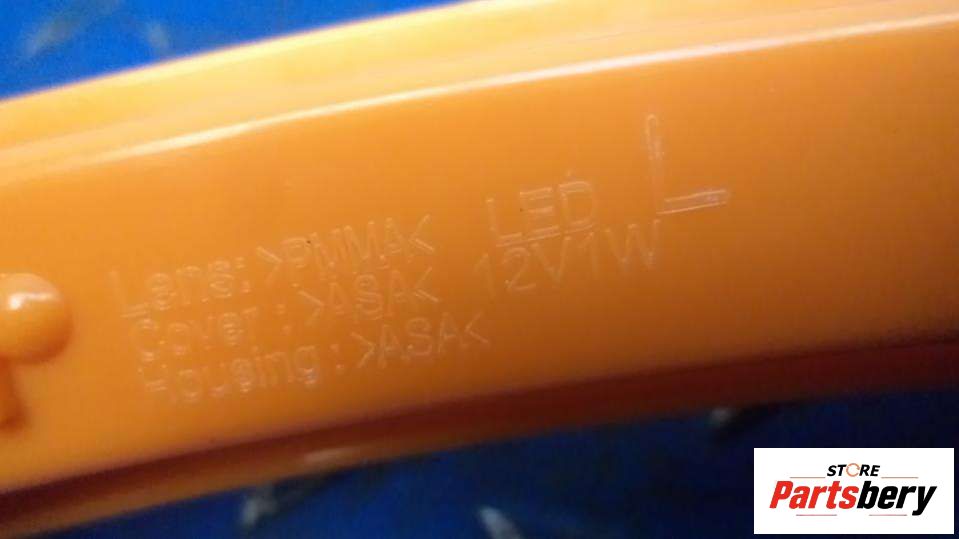 Lens: >PMMA< LED L
Cover : >ASA< 12V1W
Housing : >ASA<
STORE
Partsbery